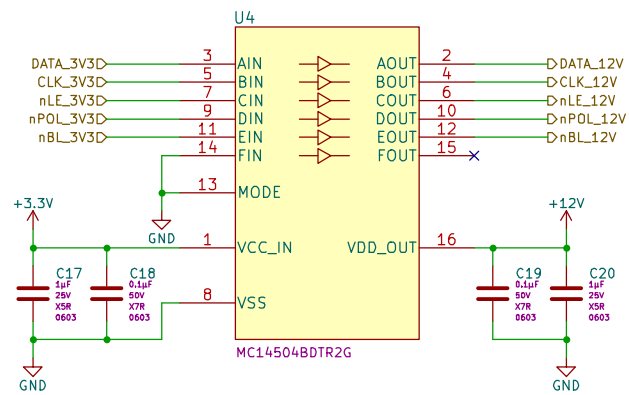 U4
DATA_3V3 3 AIN AOUT 2 DATA_12V
CLK_3V3 5 BIN BOUT 4 CLK_12V
nLE_3V3 7 CIN COUT 6 nLE_12V
nPOL_3V3 9 DIN DOUT 10 nPOL_12V
nBL_3V3 11 EIN EOUT 12 nBL_12V
14 FIN FOUT 15
13 MODE
GND
+3.3V +12V
1 VCC_IN VDD_OUT 16
C17 C18 C19 C20
1µF 0.1µF 0.1µF 1µF
25V 50V 50V 25V
X5R X7R X7R X5R
0603 0603 0603 0603
8 VSS
MC14504BDTR2G
GND GND